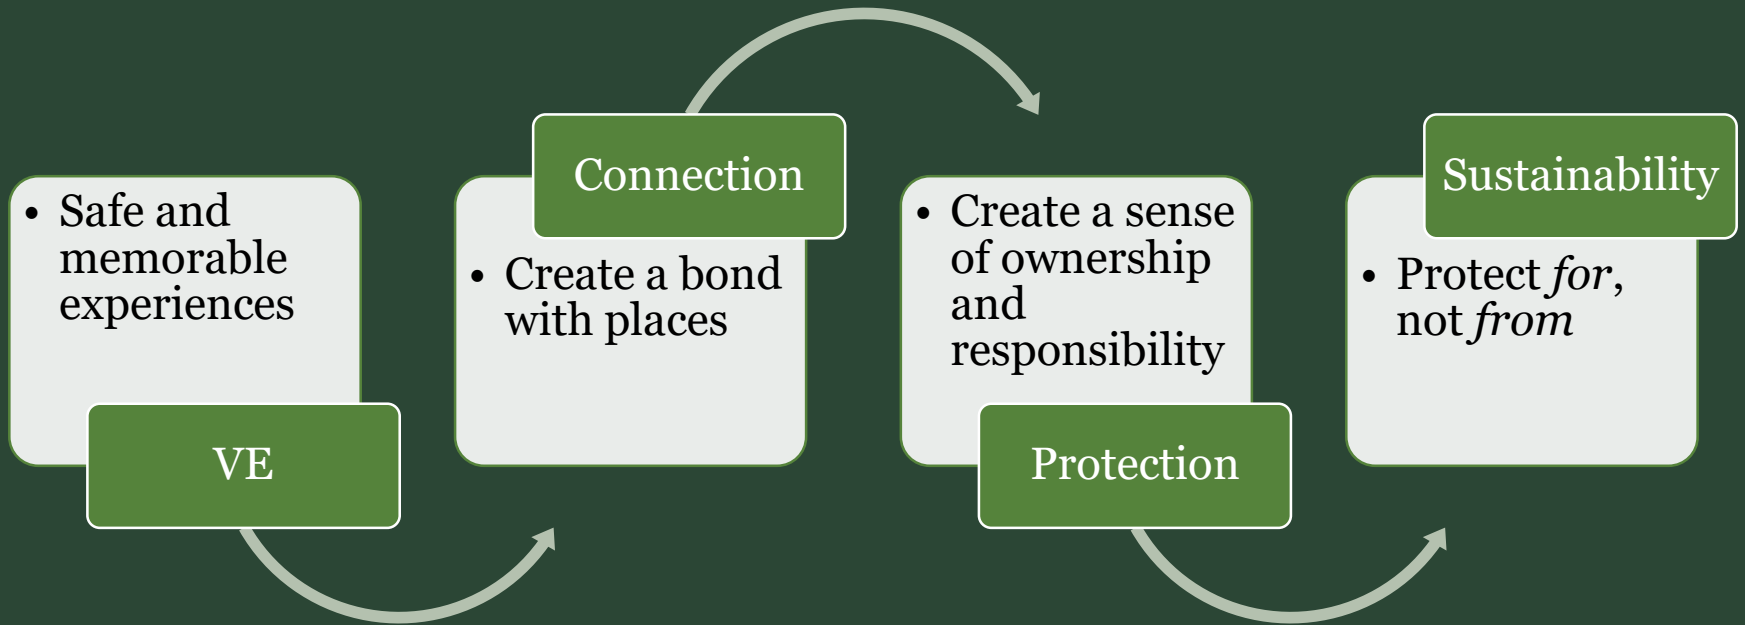 • Safe and
memorable
experiences
VE
Connection
• Create a bond
with places
• Create a sense
of ownership
and
responsibility
Protection
Sustainability
• Protect for,
not from